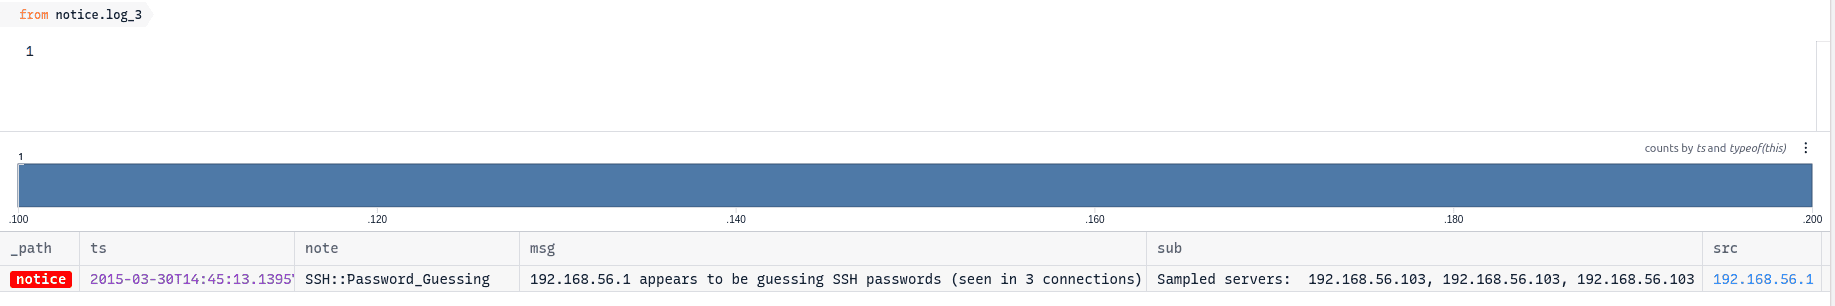 from notice.log_3
1
counts by ts and typeof(this)
1
.100 .120 .140 .160 .180 .200
_path ts note msg sub src
notice 2015-03-30T14:45:13.1395 SSH::Password_Guessing 192.168.56.1 appears to be guessing SSH passwords (seen in 3 connections) Sampled servers:  192.168.56.103, 192.168.56.103, 192.168.56.103 192.168.56.1